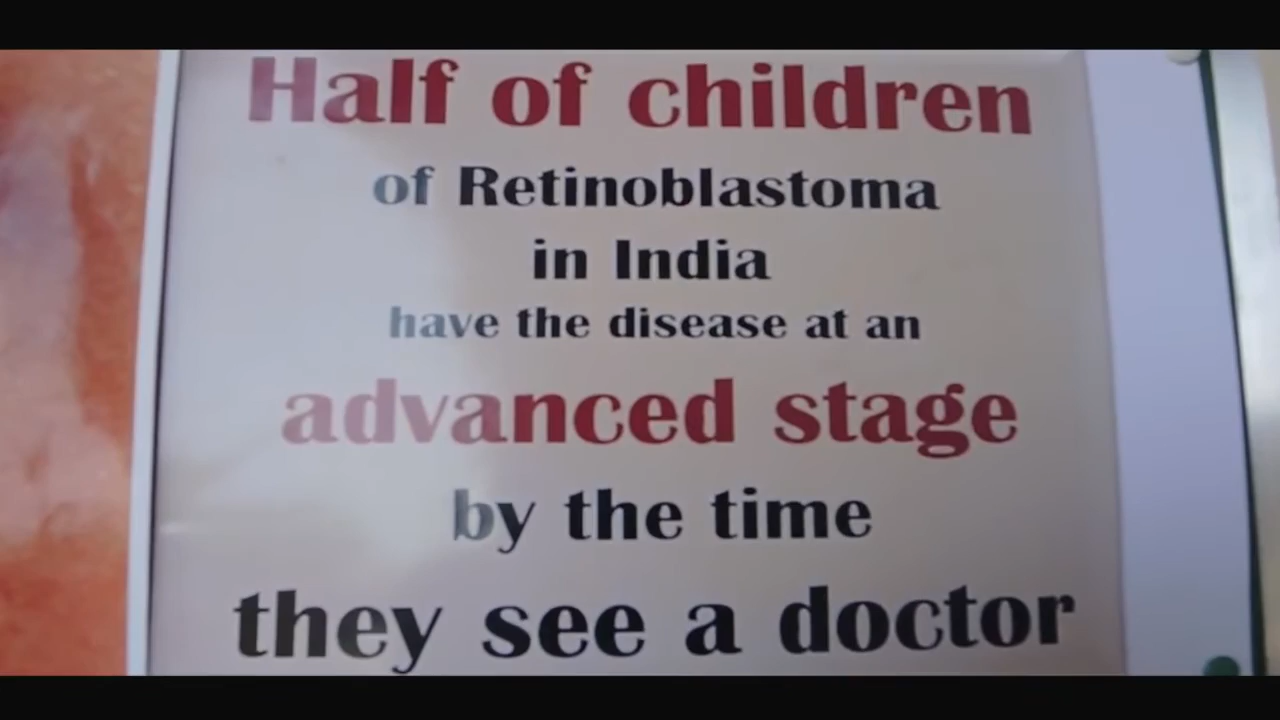 Half of children
of Retinoblastoma
in India
have the disease at an
advanced stage
by the time
they see a doctor